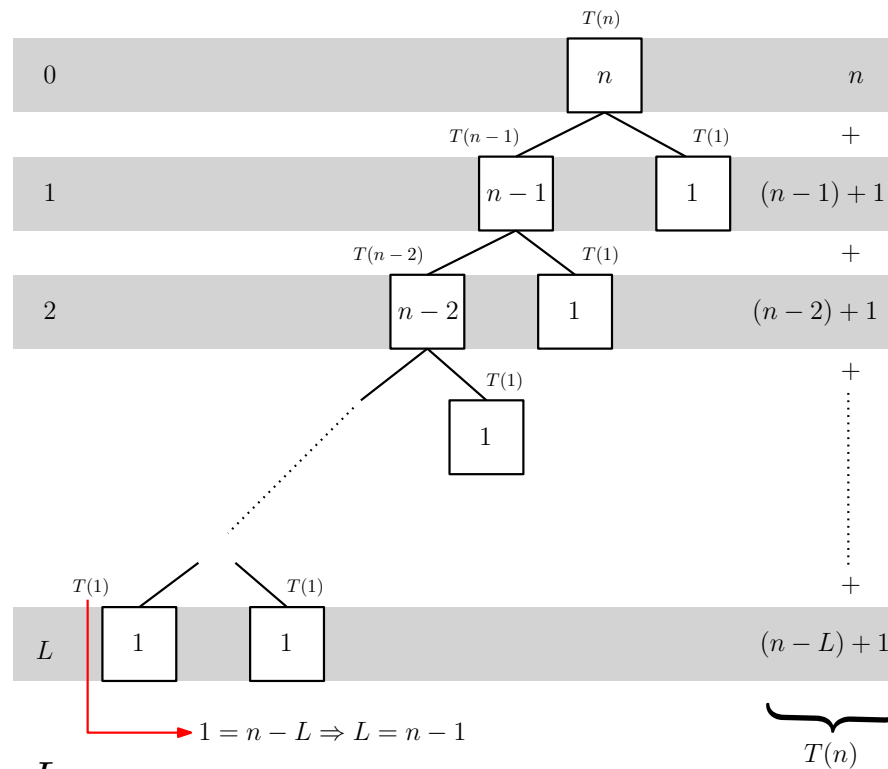 T(n)
0 n n
T(n − 1) T(1) +
1 n − 1 1 (n − 1) + 1
T(n − 2) T(1) +
2 n − 2 1 (n − 2) + 1
T(1) +
1
T(1) T(1) +
L 1 1 (n − L) + 1
1 = n − L ⇒ L = n − 1
T(n)